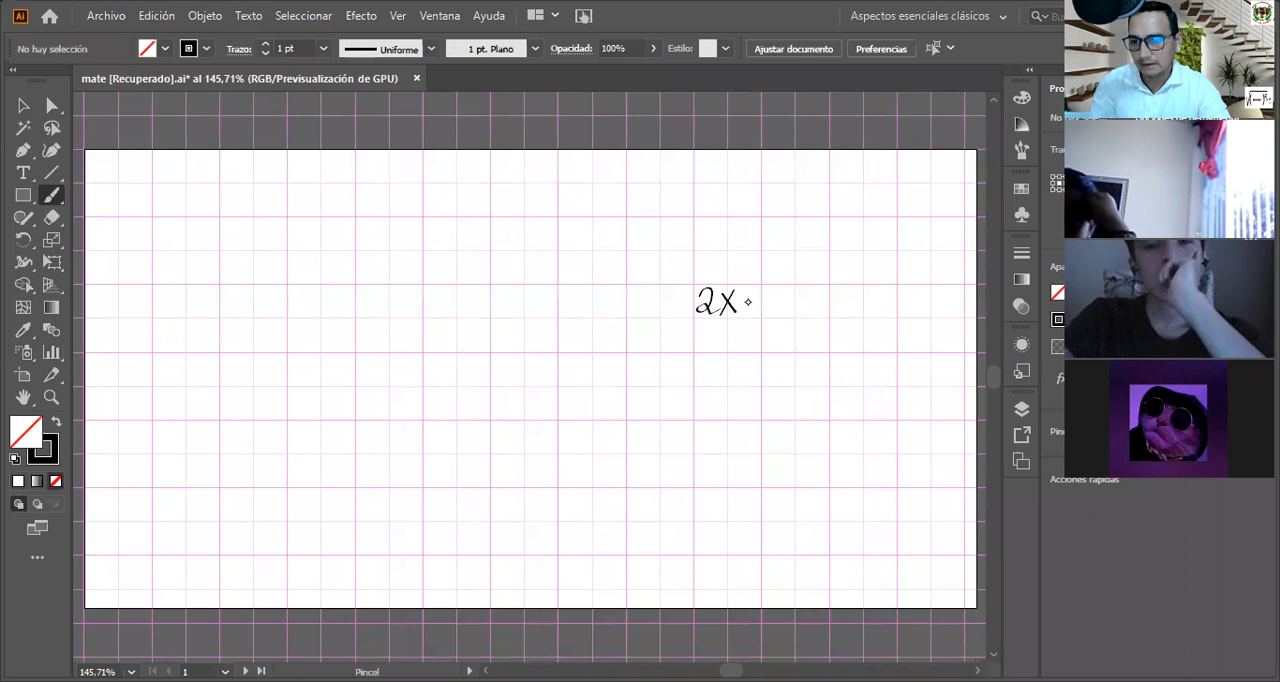 Ai Archivo Edición Objeto Texto Seleccionar Efecto Ver Ventana Ayuda Aspectos esenciales clásicos
No hay selección Trazo: 1 pt Uniforme 1 pt. Plano Opacidad: 100% Estilo: Ajustar documento Preferencias
mate [Recuperado].ai* al 145,71% (RGB/Previsualización de GPU)
2X
Acciones rápidas
145,71% 1 Pincel